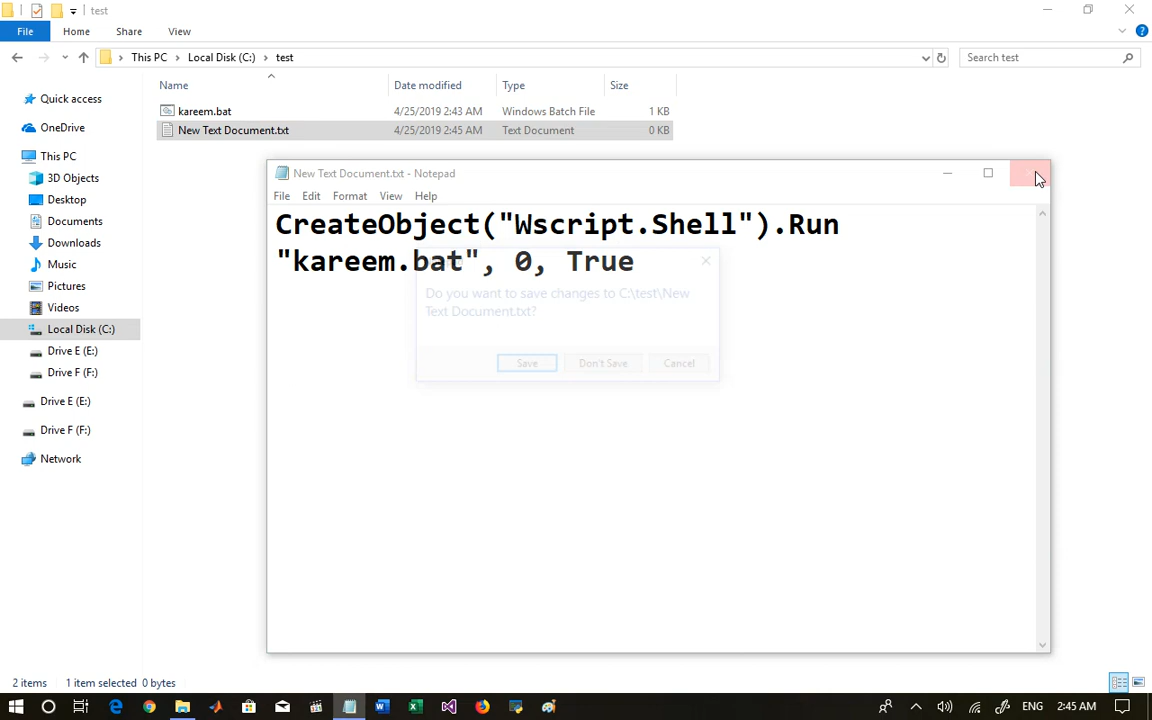 test
File Home Share View
This PC Local Disk (C:) test
Search test
Name Date modified Type Size
Quick access
kareem.bat 4/25/2019 2:43 AM Windows Batch File 1 KB
OneDrive
New Text Document.txt 4/25/2019 2:45 AM Text Document 0 KB
This PC
3D Objects
Desktop
Documents
Downloads
Music
Pictures
Videos
Local Disk (C:)
Drive E (E:)
Drive F (F:)
Drive E (E:)
Drive F (F:)
Network
New Text Document.txt - Notepad
File Edit Format View Help
CreateObject("Wscript.Shell").Run
"kareem.bat", 0, True
Do you want to save changes to C:\test\New
Text Document.txt?
Save Don't Save Cancel
2 items 1 item selected 0 bytes
ENG 2:45 AM